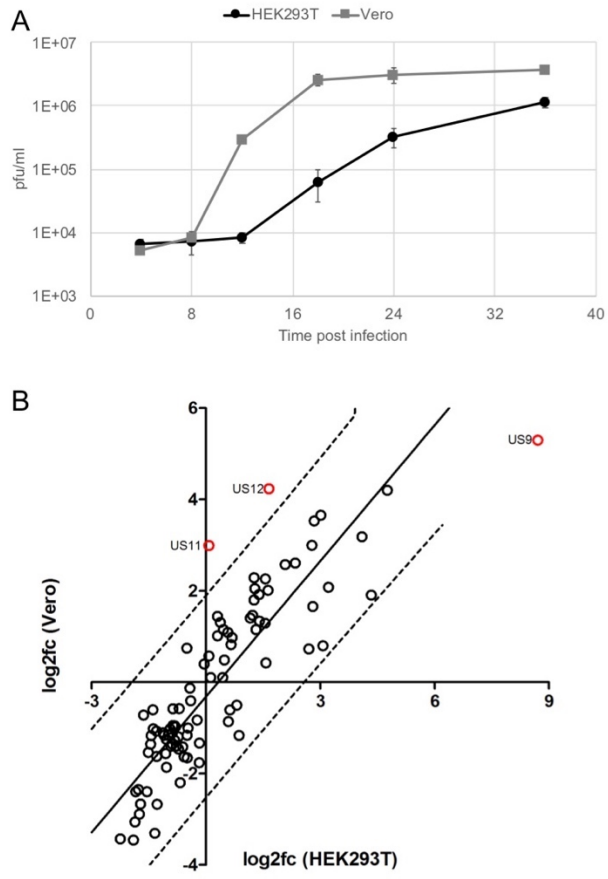 A
HEK293T Vero
1E+07
1E+06
1E+05
1E+04
1E+03
pfu/ml
0 8 16 24 32 40
Time post infection
B
6
US9
US12
4
US11
2
log2fc (Vero)
-3 3 6 9
-2
-4
log2fc (HEK293T)